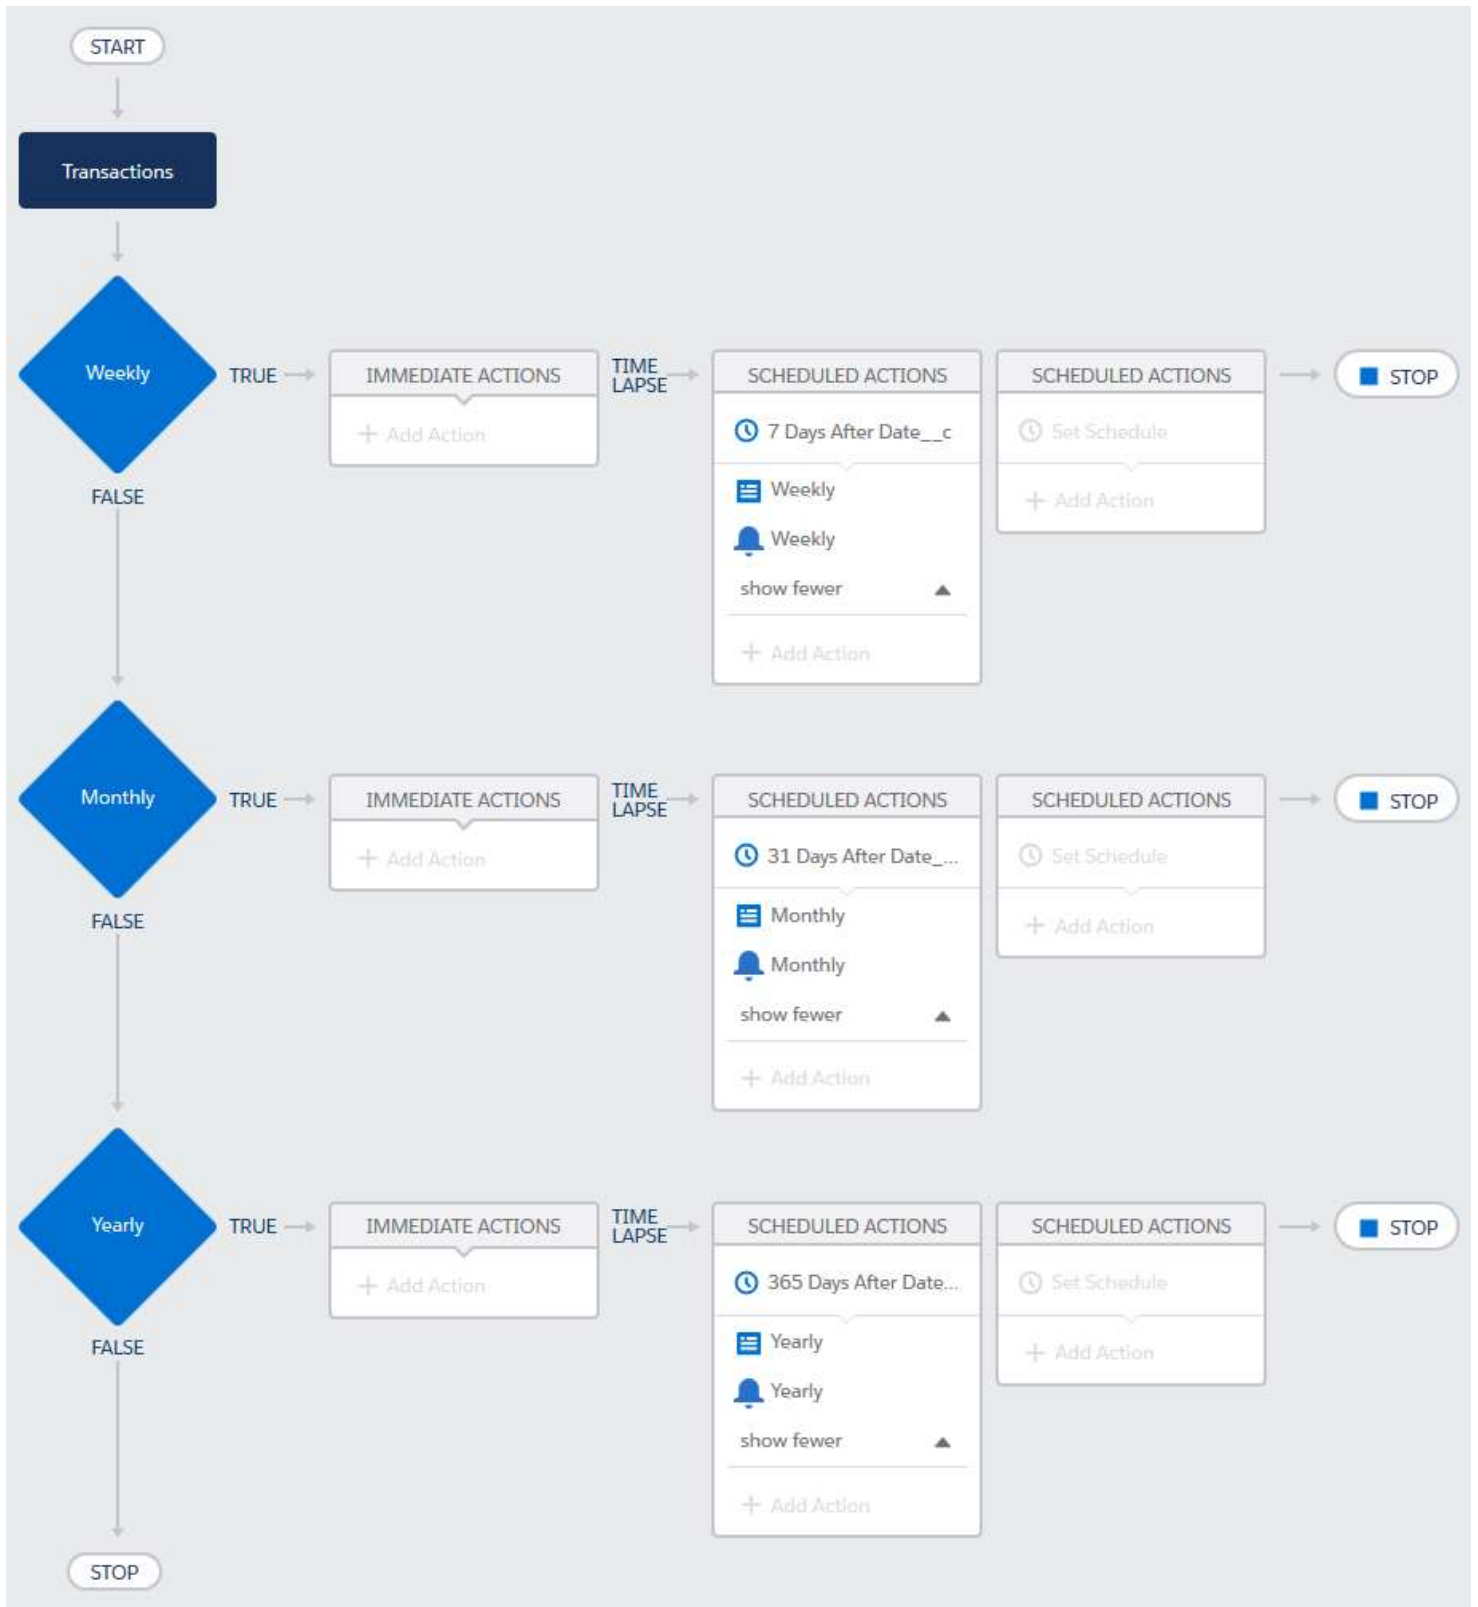 START
Transactions
Weekly
TRUE
IMMEDIATE ACTIONS
+ Add Action
TIME
LAPSE
SCHEDULED ACTIONS
7 Days After Date__c
Weekly
Weekly
show fewer
+ Add Action
SCHEDULED ACTIONS
Set Schedule
+ Add Action
STOP
FALSE
Monthly
TRUE
IMMEDIATE ACTIONS
+ Add Action
TIME
LAPSE
SCHEDULED ACTIONS
31 Days After Date_...
Monthly
Monthly
show fewer
+ Add Action
SCHEDULED ACTIONS
Set Schedule
+ Add Action
STOP
FALSE
Yearly
TRUE
IMMEDIATE ACTIONS
+ Add Action
TIME
LAPSE
SCHEDULED ACTIONS
365 Days After Date...
Yearly
Yearly
show fewer
+ Add Action
SCHEDULED ACTIONS
Set Schedule
+ Add Action
STOP
FALSE
STOP